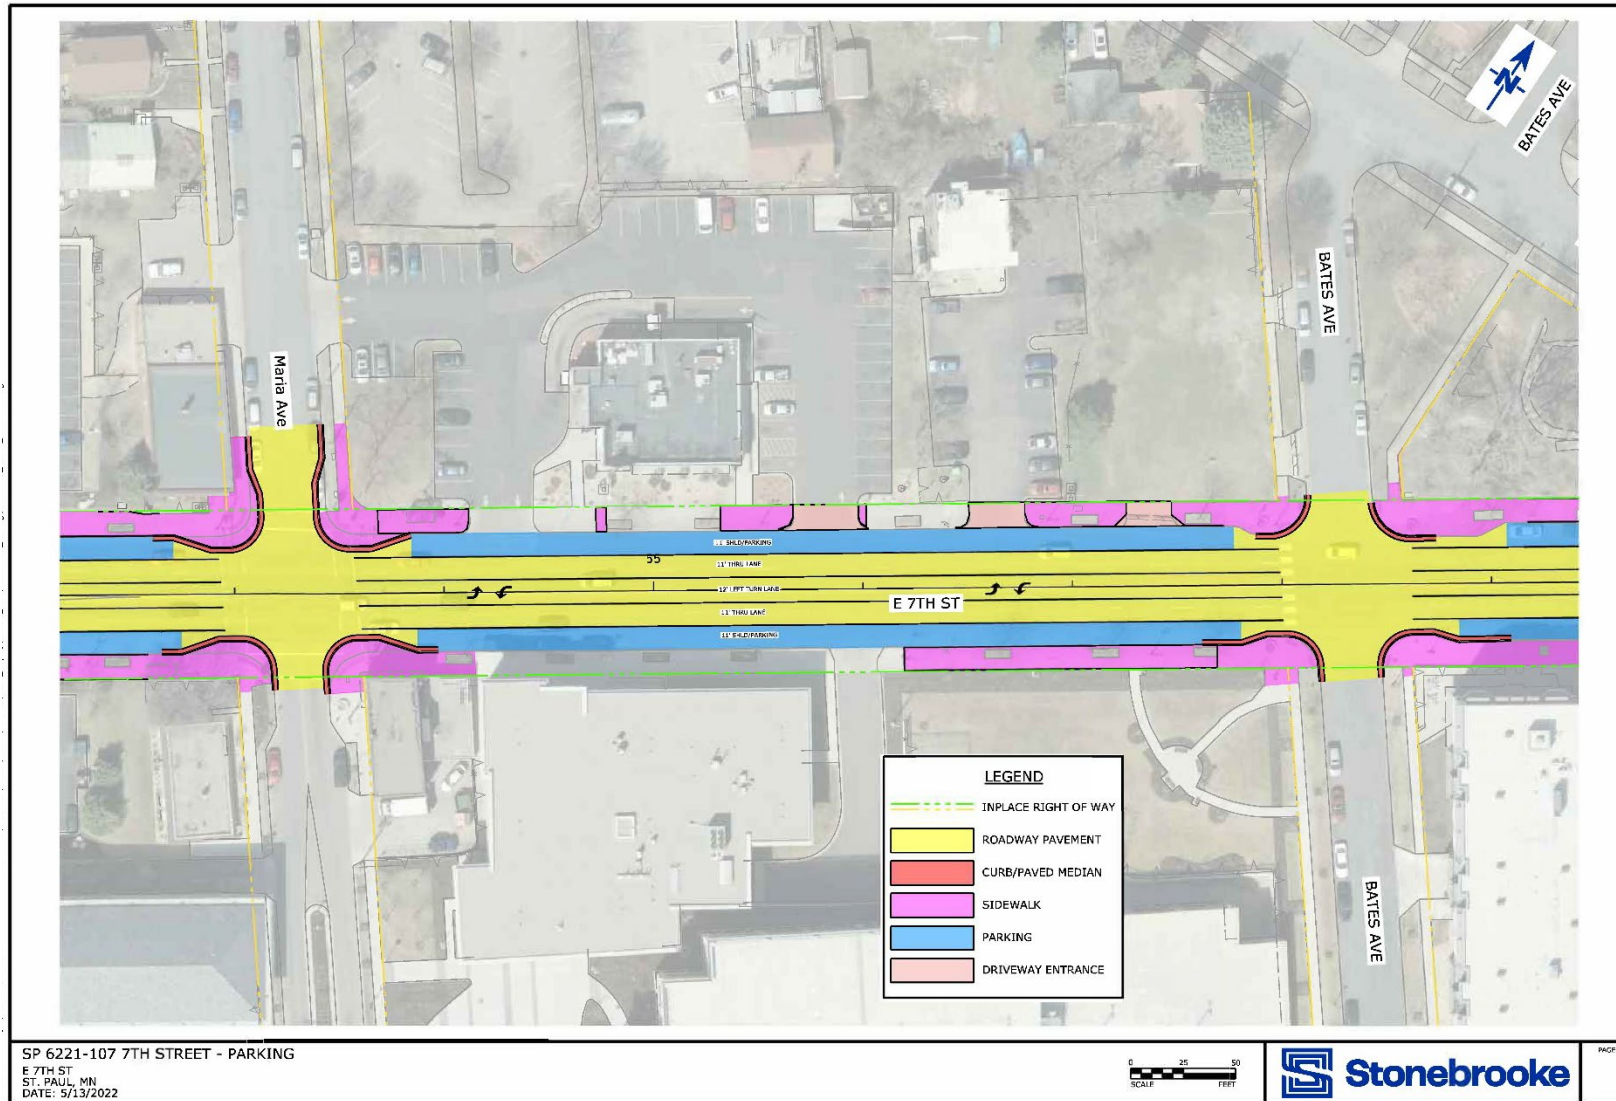 BATES AVE
BATES AVE
Maria Ave
11' SHLD/PARKING
55
11' THRU LANE
12' LEFT TURN LANE
E 7TH ST
11' THRU LANE
11' SHLD/PARKING
LEGEND
INPLACE RIGHT OF WAY
ROADWAY PAVEMENT
CURB/PAVED MEDIAN
SIDEWALK
PARKING
DRIVEWAY ENTRANCE
BATES AVE
SP 6221-107 7TH STREET - PARKING
E 7TH ST
ST. PAUL, MN
DATE: 5/13/2022
0 25 50
SCALE FEET
Stonebrooke
PAGE
N